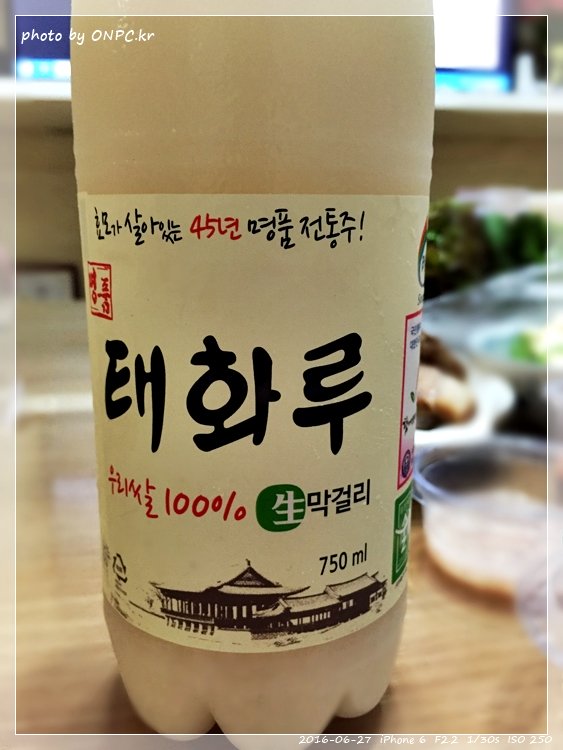 photo by ONPC.kr
효모가 살아있는 45년 명품 전통주!
명품
태화루
우리쌀 100%
生막걸리
750 ml
2016-06-27 iPhone 6 F2.2 1/30s ISO 250